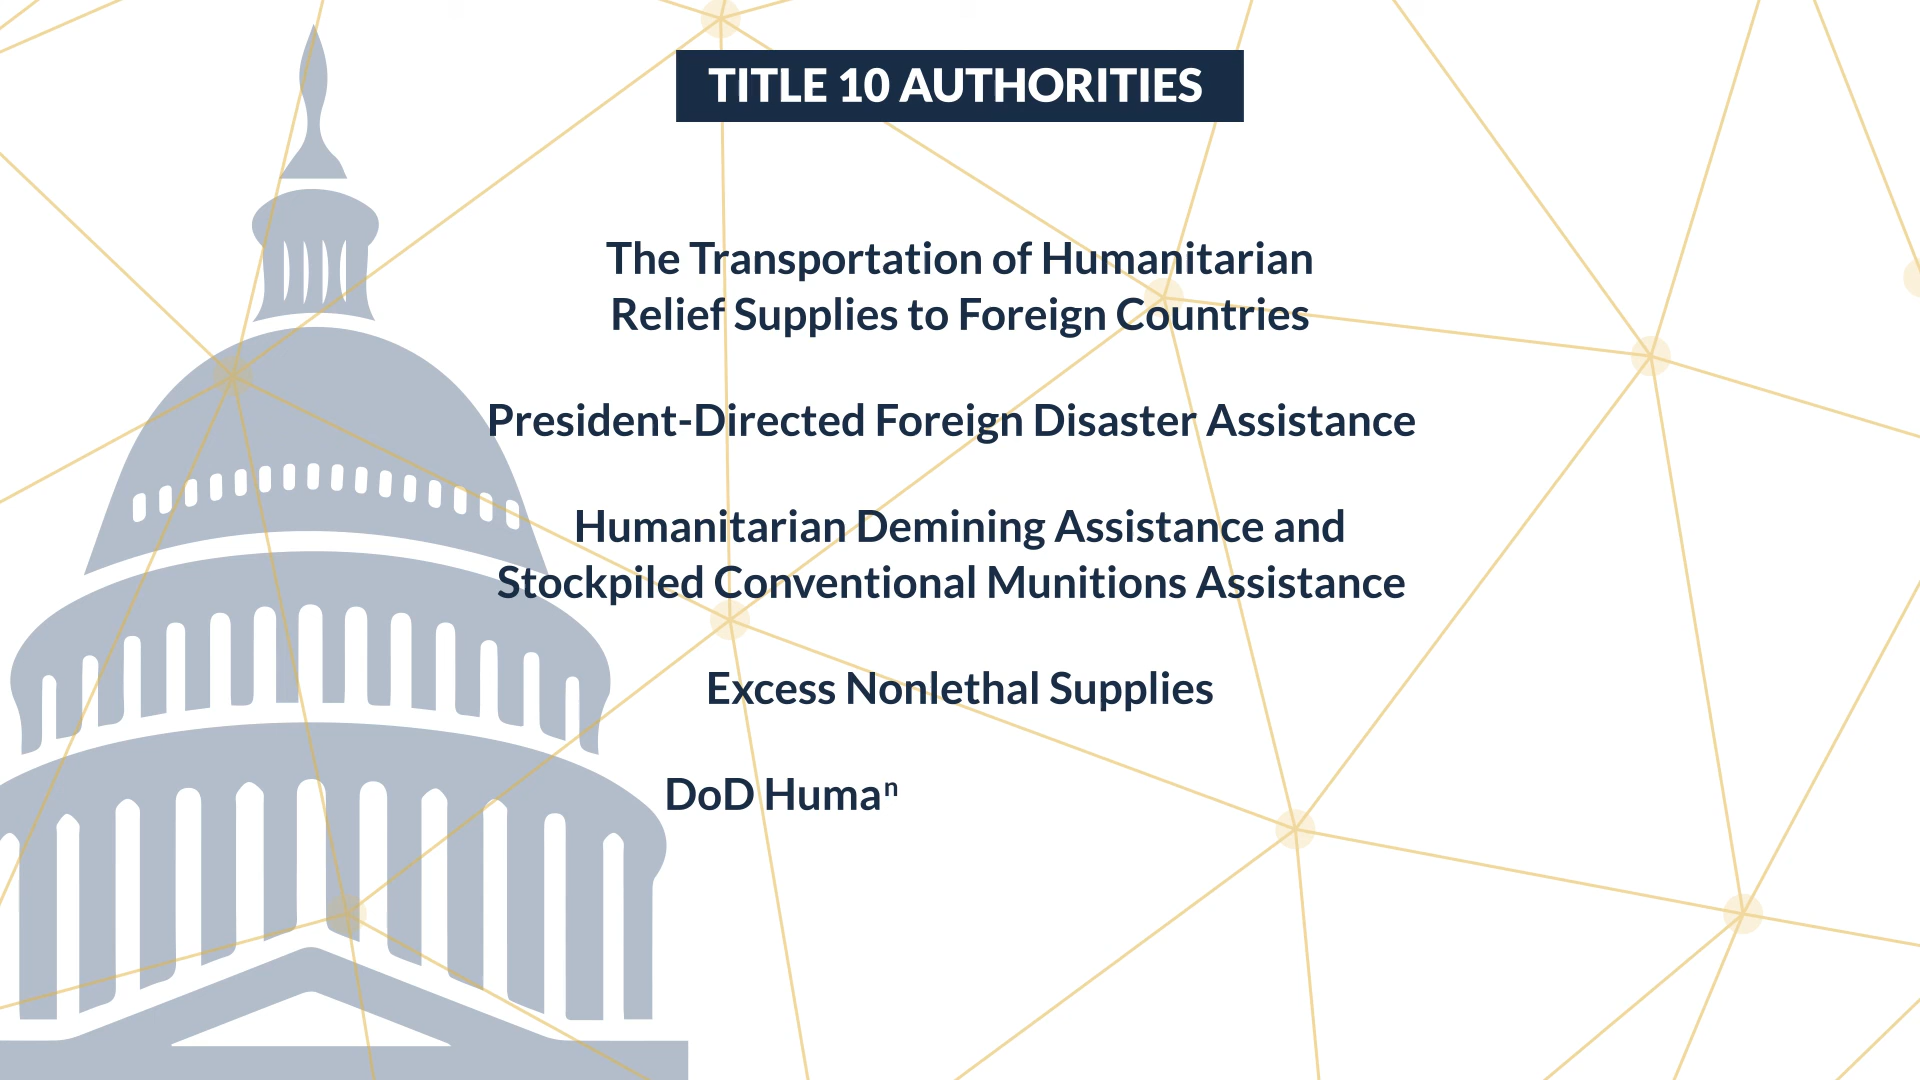 TITLE 10 AUTHORITIES
The Transportation of Humanitarian
Relief Supplies to Foreign Countries
President-Directed Foreign Disaster Assistance
Humanitarian Demining Assistance and
Stockpiled Conventional Munitions Assistance
Excess Nonlethal Supplies
DoD Human